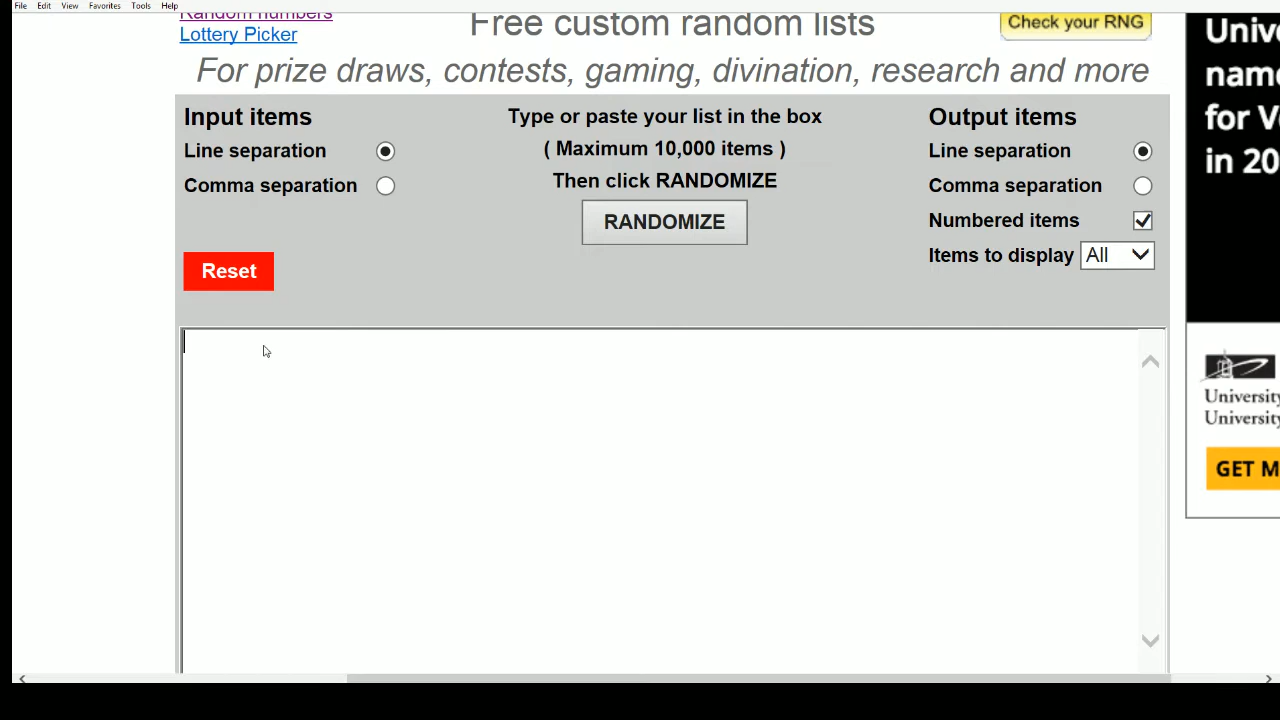 File Edit View Favorites Tools Help
Random numbers
Lottery Picker
Free custom random lists
Check your RNG
For prize draws, contests, gaming, divination, research and more
Input items
Line separation
Comma separation
Reset
Type or paste your list in the box
( Maximum 10,000 items )
Then click RANDOMIZE
RANDOMIZE
Output items
Line separation
Comma separation
Numbered items
Items to display All
for
in 20
University
University
GET